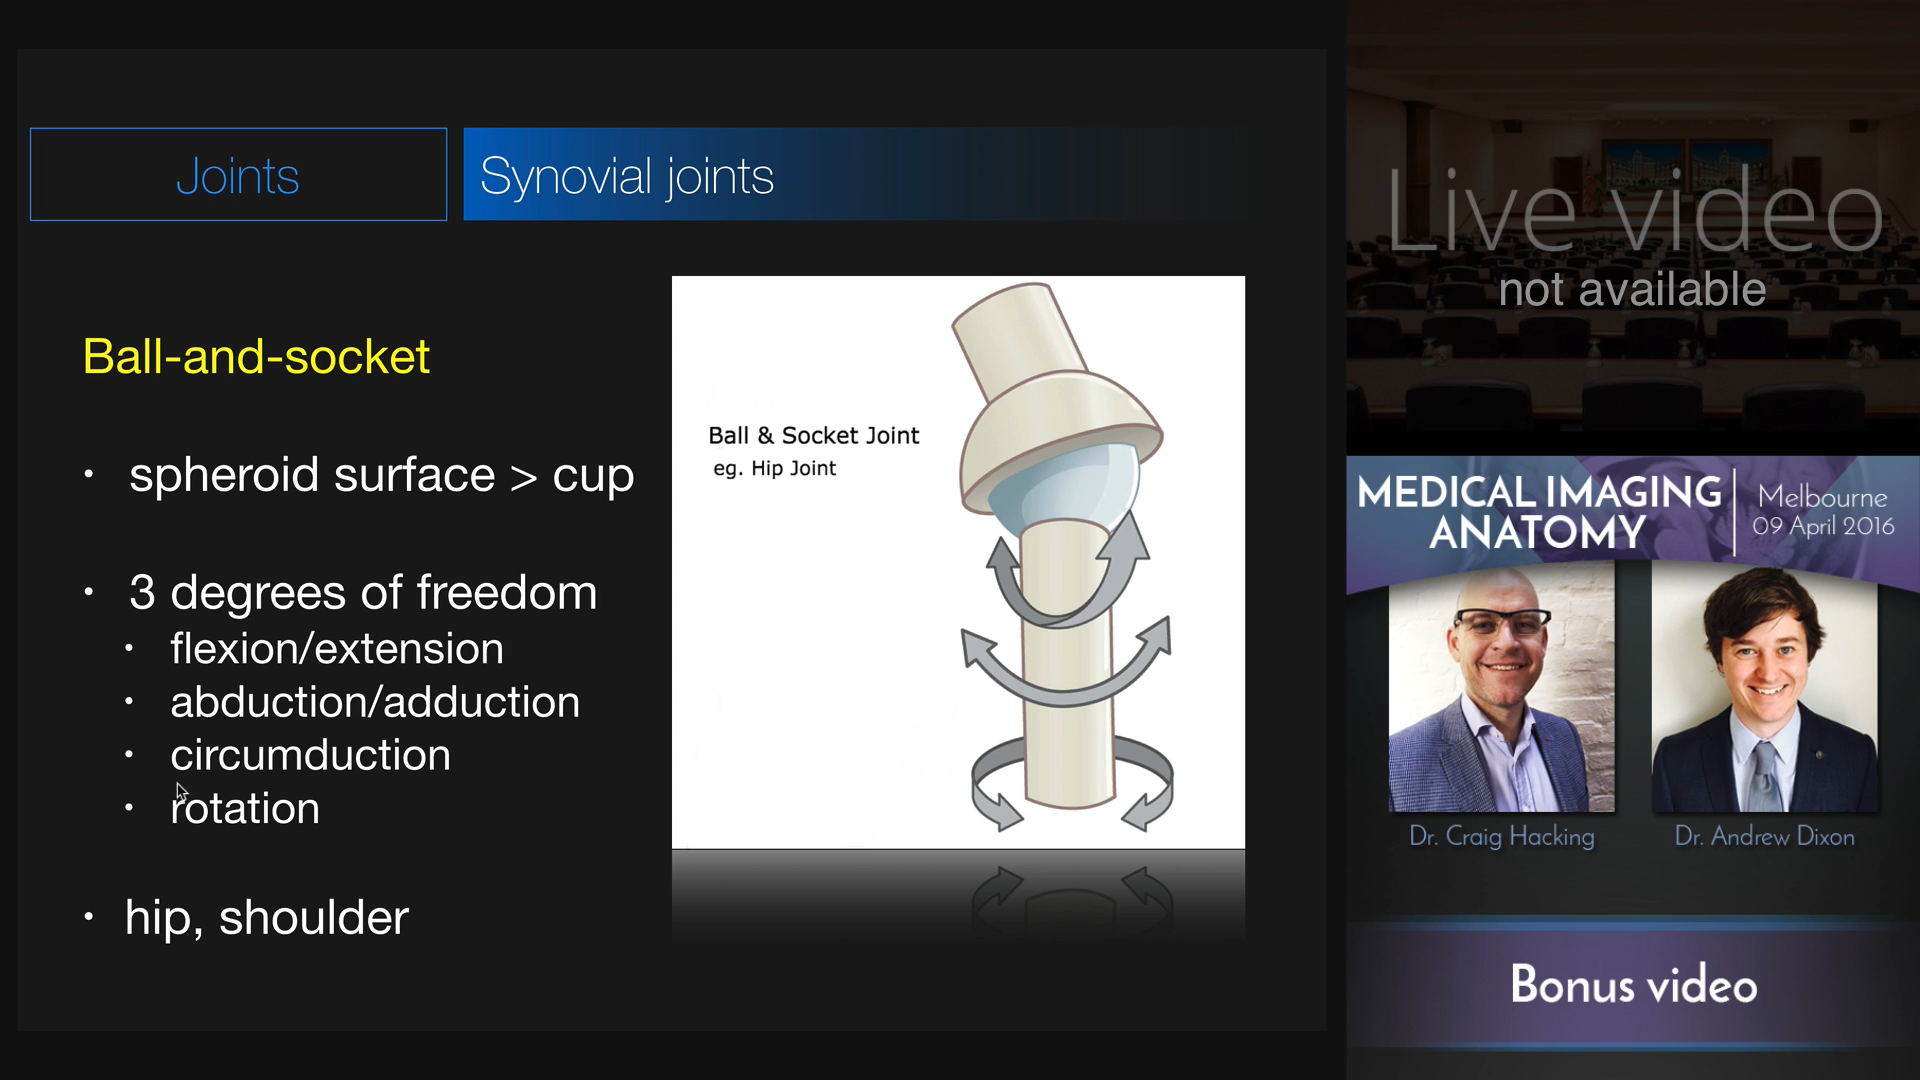 Joints
Synovial joints
Ball-and-socket
• spheroid surface > cup
• 3 degrees of freedom
• flexion/extension
• abduction/adduction
• circumduction
• rotation
• hip, shoulder
Ball & Socket Joint
eg. Hip Joint
Live video
not available
MEDICAL IMAGING
ANATOMY
Melbourne
09 April 2016
Dr. Craig Hacking
Dr. Andrew Dixon
Bonus video